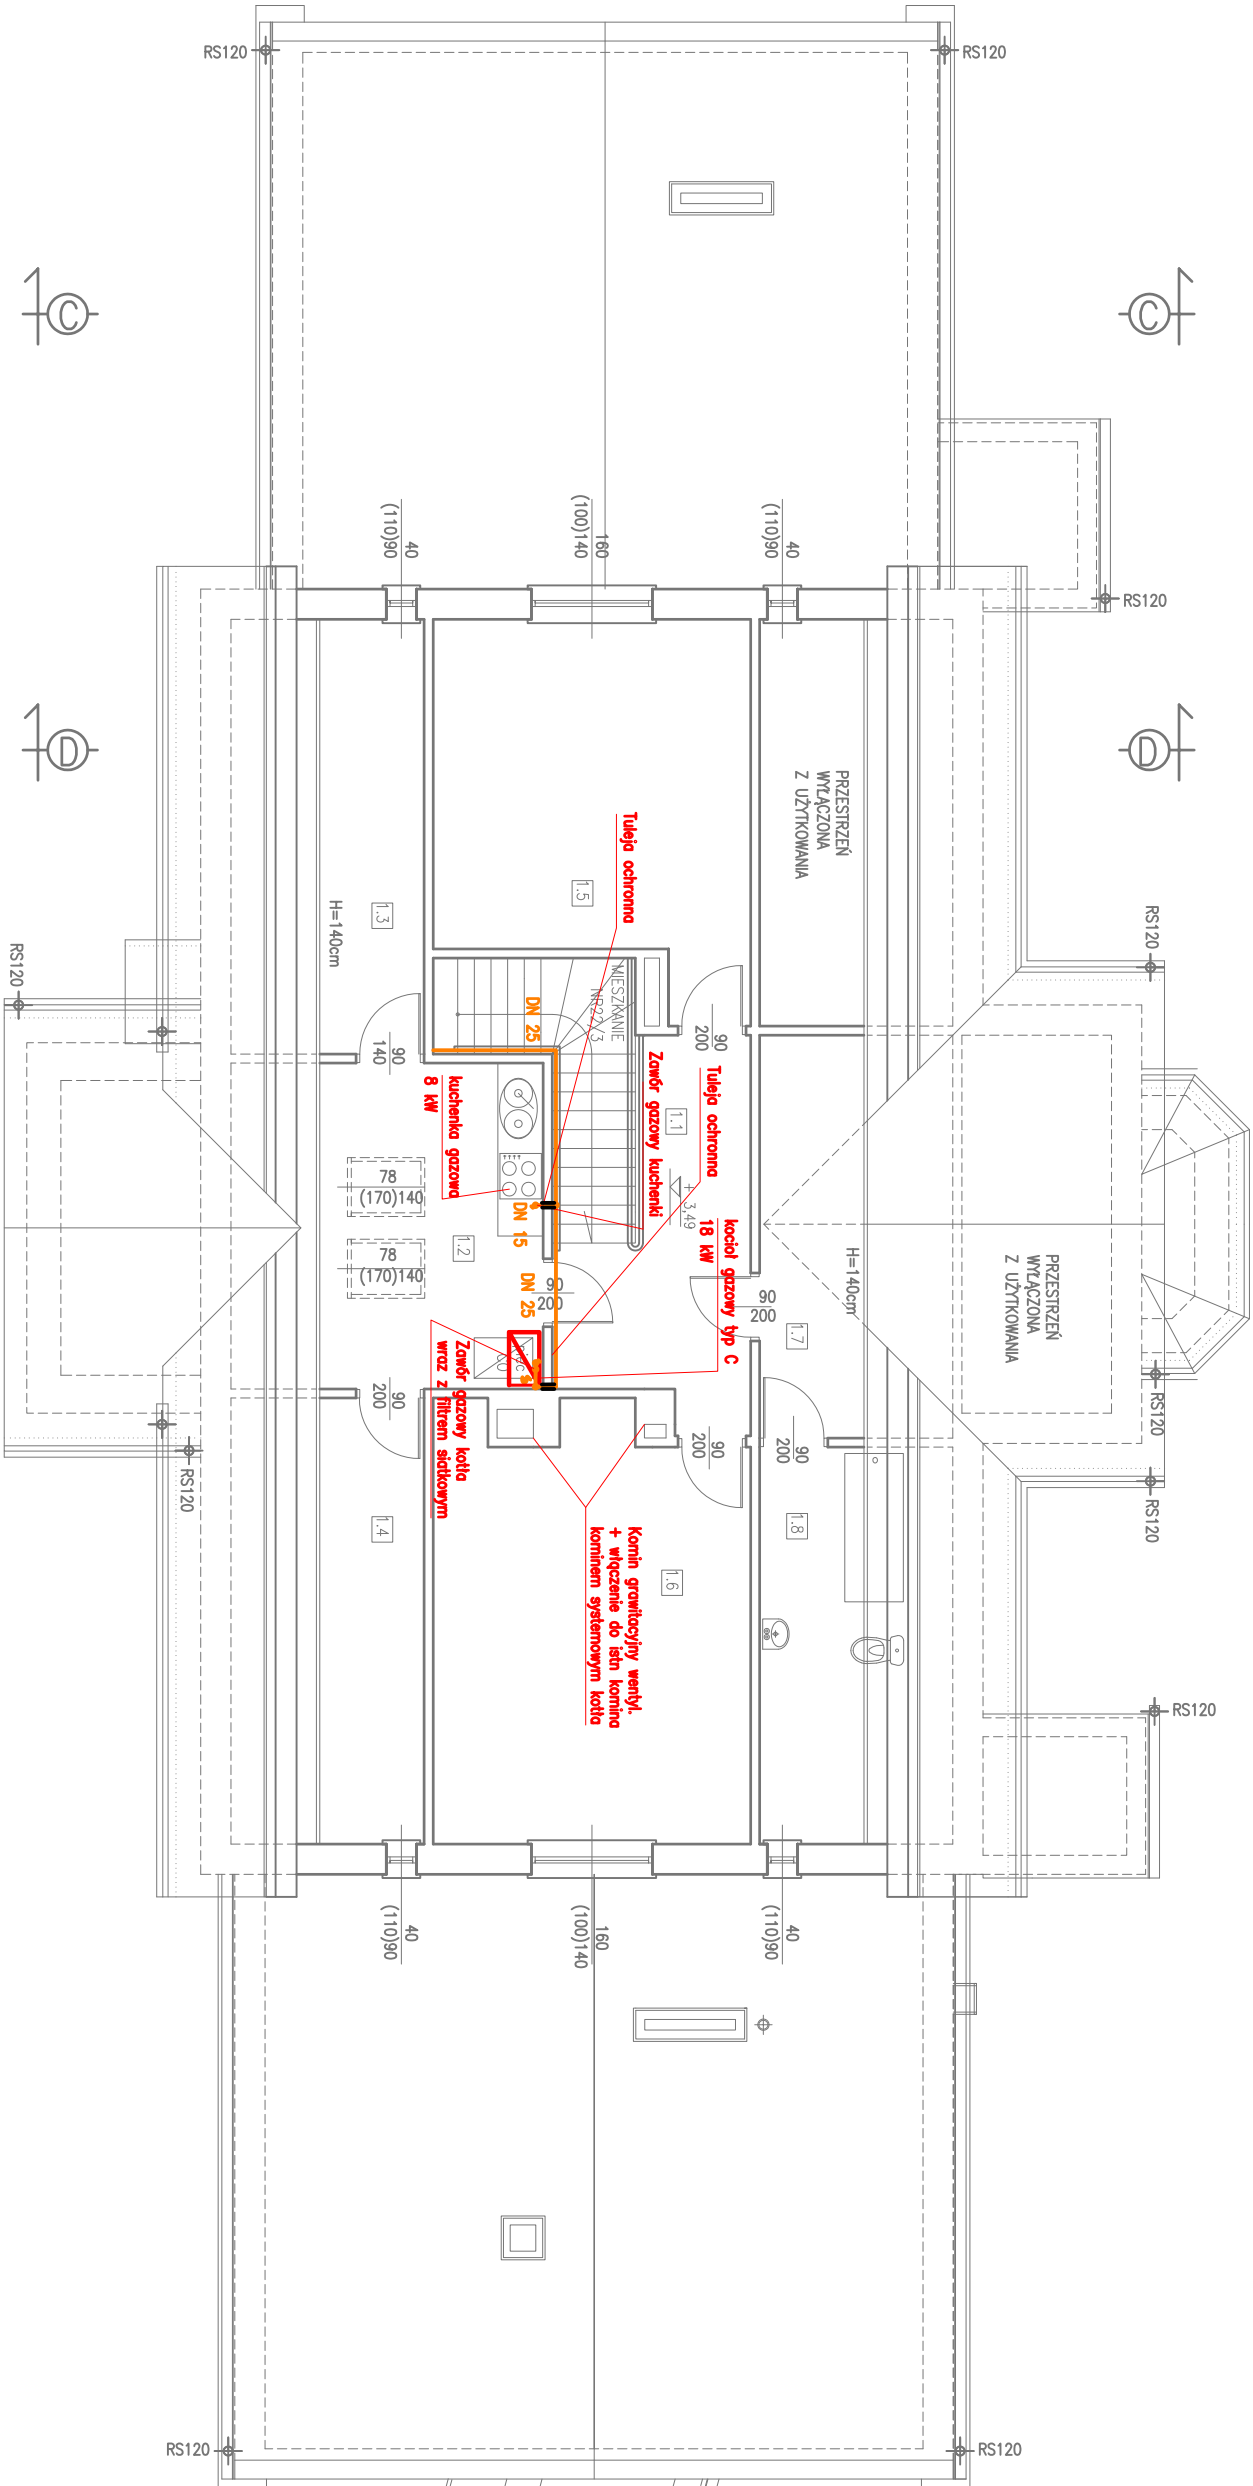 RS120
RS120
C
C
40
(110)90
160
(100)140
40
(110)90
RS120
D
D
PRZESTRZEŃ
WYŁĄCZONA
Z UŻYTKOWANIA
Tuleja ochronna
1.5
1.3
H=140cm
RS120
RS120
MIESZKANIE
DN 25
90
200
90
140
Zawór gazowy kuchenki
Tuleja ochronna
1.1
kuchenka gazowa
8 kW
+ 3,49
kocioł gazowy typ C
18 kW
78
(170)140
DN 15
1.2
78
(170)140
DN 25
90
200
90
200
H=140cm
PRZESTRZEŃ
WYŁĄCZONA
Z UŻYTKOWANIA
1.7
Zawór gazowy kotła
wraz z filtrem siatkowym
90
200
90
200
90
200
RS120
RS120
RS120
1.4
1.8
1.6
Komin grawitacyjny wentyl.
+ włączenie do istn komina
kominem systemowym kotła
RS120
40
(110)90
160
(100)140
40
(110)90
RS120
RS120